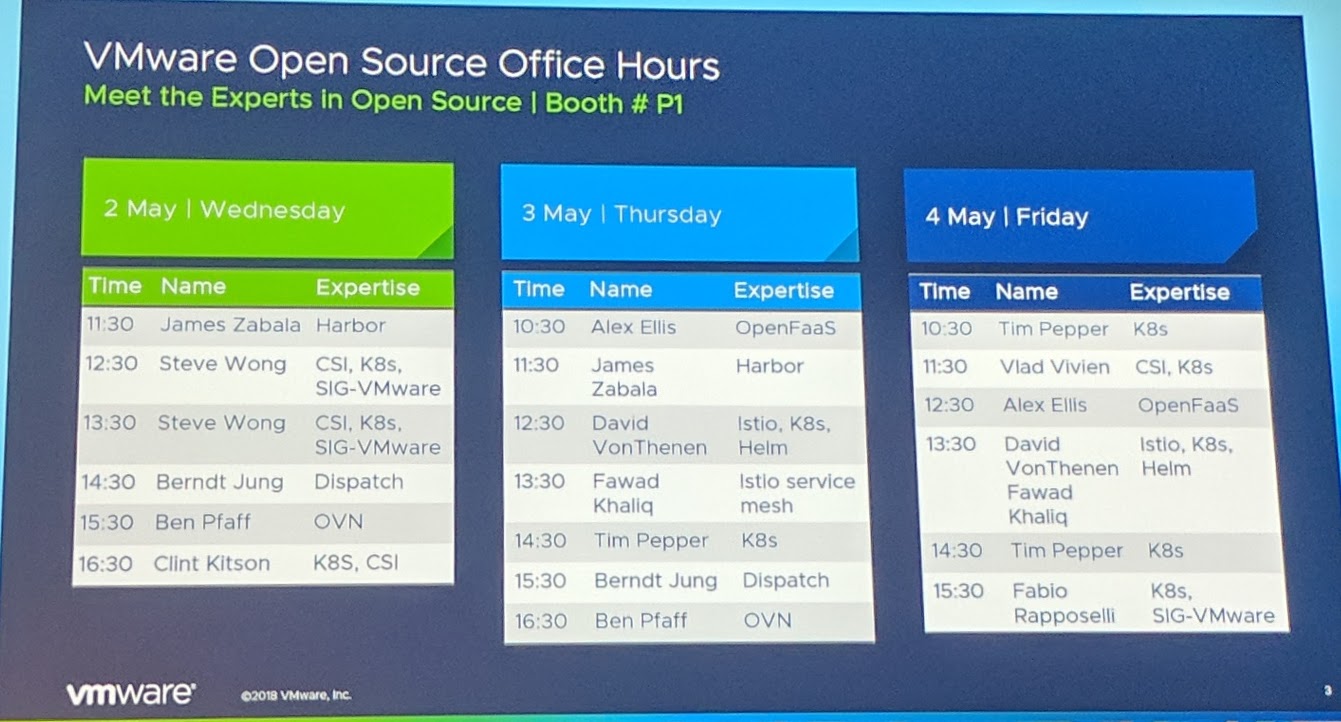 VMware Open Source Office Hours
Meet the Experts in Open Source | Booth # P1
2 May | Wednesday
Time Name Expertise
11:30 James Zabala Harbor
12:30 Steve Wong CSI, K8s,
SIG-VMware
13:30 Steve Wong CSI, K8s,
SIG-VMware
14:30 Berndt Jung Dispatch
15:30 Ben Pfaff OVN
16:30 Clint Kitson K8S, CSI
3 May | Thursday
Time Name Expertise
10:30 Alex Ellis OpenFaaS
11:30 James Harbor
Zabala
12:30 David Istio, K8s,
VonThenen Helm
13:30 Fawad Istio service
Khaliq mesh
14:30 Tim Pepper K8s
15:30 Berndt Jung Dispatch
16:30 Ben Pfaff OVN
4 May | Friday
Time Name Expertise
10:30 Tim Pepper K8s
11:30 Vlad Vivien CSI, K8s
12:30 Alex Ellis OpenFaaS
13:30 David Istio, K8s,
VonThenen Helm
Fawad
Khaliq
14:30 Tim Pepper K8s
15:30 Fabio K8s,
Rapposelli SIG-VMware
vmware®
©2018 VMware, Inc.
3